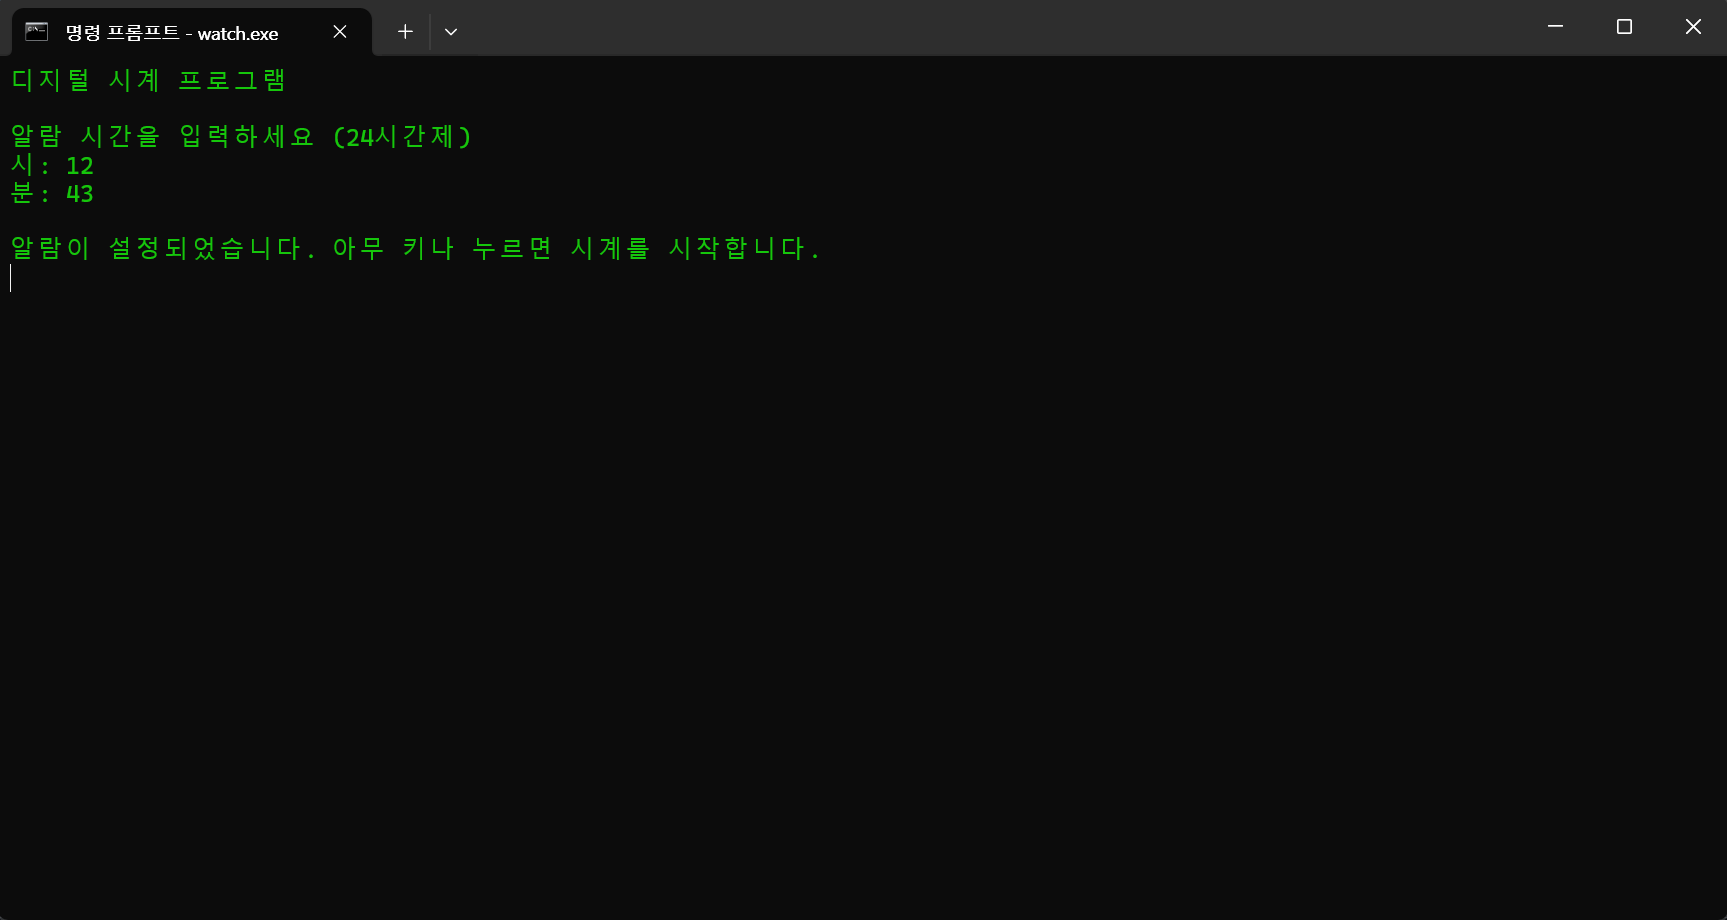 명령 프롬프트 - watch.exe
디지털 시계 프로그램
알람 시간을 입력하세요 (24시간제)
시: 12
분: 43
알람이 설정되었습니다. 아무 키나 누르면 시계를 시작합니다.